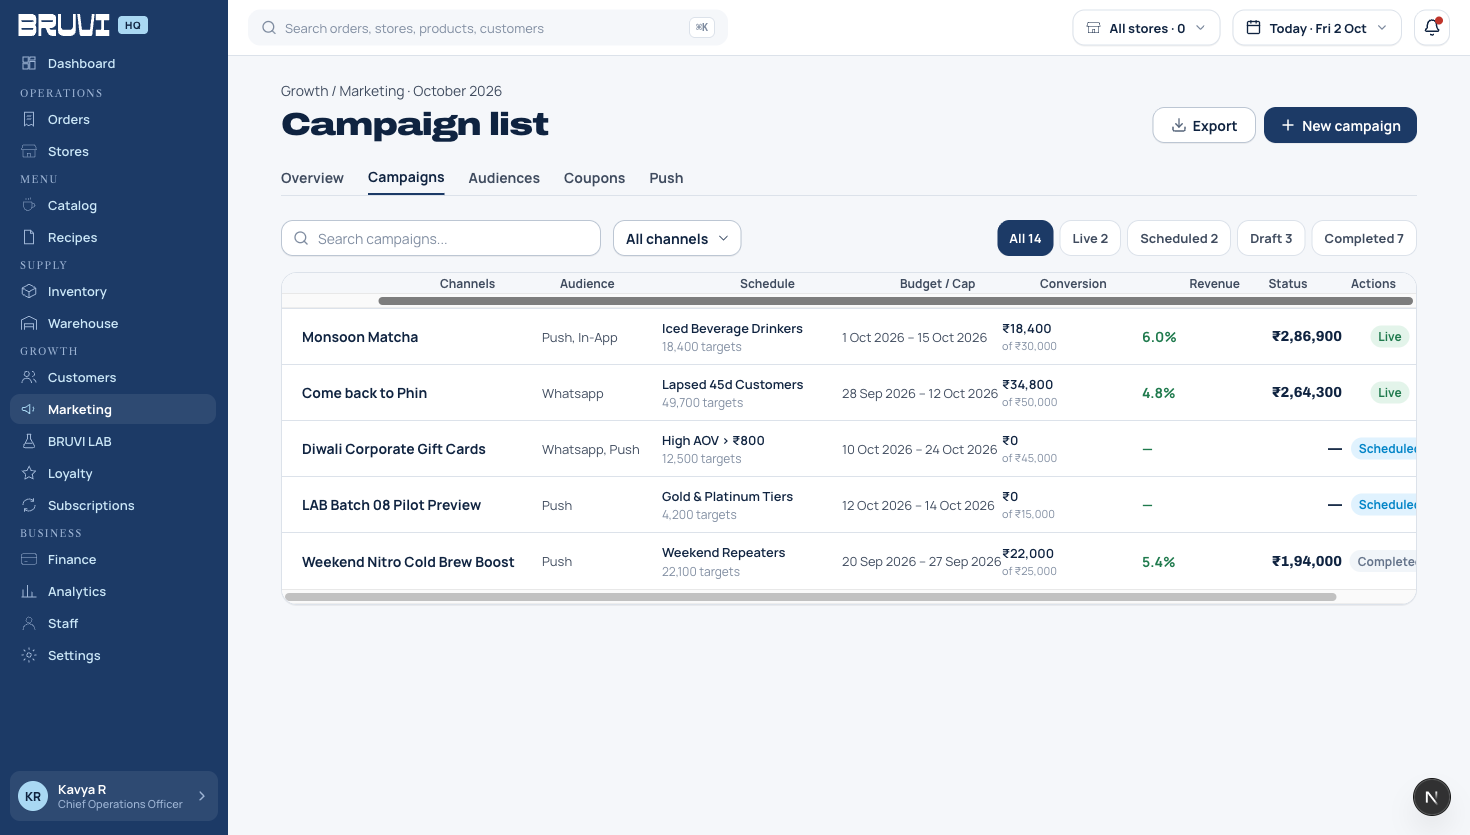 BRUVI HQ
Search orders, stores, products, customers
⌘K
All stores · 0
Today · Fri 2 Oct
Dashboard
OPERATIONS
Orders
Stores
MENU
Catalog
Recipes
SUPPLY
Inventory
Warehouse
GROWTH
Customers
Marketing
BRUVI LAB
Loyalty
Subscriptions
BUSINESS
Finance
Analytics
Staff
Settings
KR
Kavya R
Chief Operations Officer
Growth / Marketing · October 2026
Campaign list
Export
New campaign
Overview
Campaigns
Audiences
Coupons
Push
Search campaigns...
All channels
All 14
Live 2
Scheduled 2
Draft 3
Completed 7
Channels Audience Schedule Budget / Cap Conversion Revenue Status Actions
Monsoon Matcha Push, In-App Iced Beverage Drinkers 1 Oct 2026 – 15 Oct 2026 ₹18,400 6.0% ₹2,86,900 Live
18,400 targets of ₹30,000
Come back to Phin Whatsapp Lapsed 45d Customers 28 Sep 2026 – 12 Oct 2026 ₹34,800 4.8% ₹2,64,300 Live
49,700 targets of ₹50,000
Diwali Corporate Gift Cards Whatsapp, Push High AOV > ₹800 10 Oct 2026 – 24 Oct 2026 ₹0 — — Scheduled
12,500 targets of ₹45,000
LAB Batch 08 Pilot Preview Push Gold & Platinum Tiers 12 Oct 2026 – 14 Oct 2026 ₹0 — — Scheduled
4,200 targets of ₹15,000
Weekend Nitro Cold Brew Boost Push Weekend Repeaters 20 Sep 2026 – 27 Sep 2026 ₹22,000 5.4% ₹1,94,000 Complete
22,100 targets of ₹25,000
N